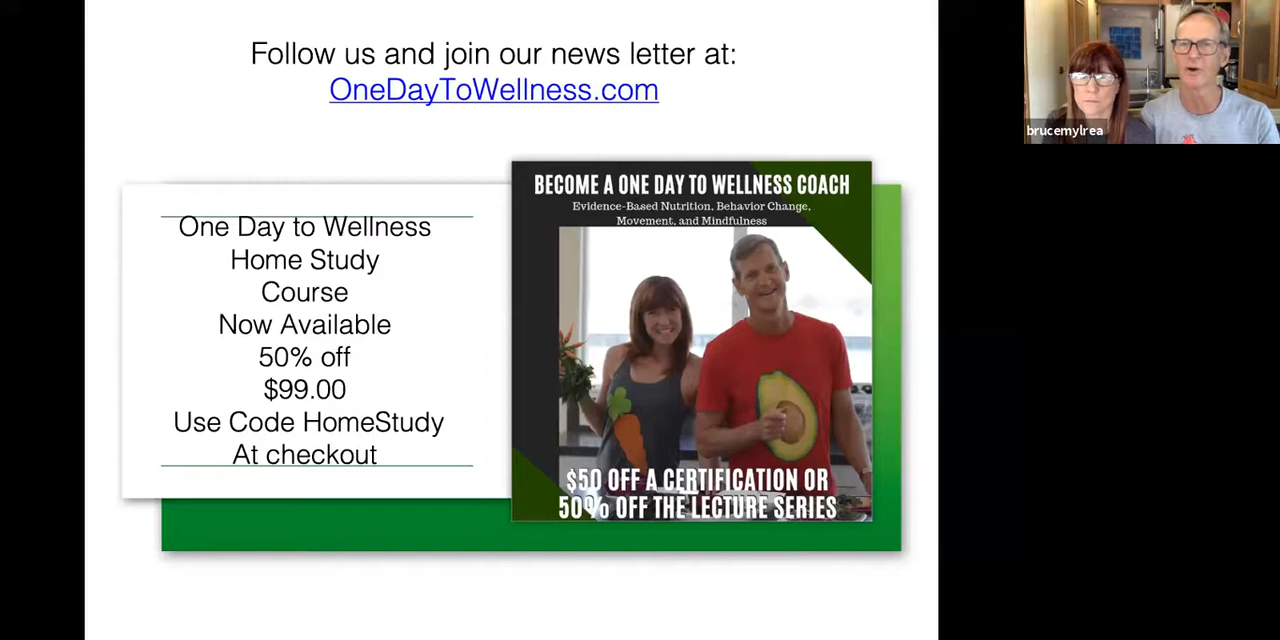 Follow us and join our news letter at:
OneDayToWellness.com
One Day to Wellness
Home Study
Course
Now Available
50% off
$99.00
Use Code HomeStudy
At checkout
BECOME A ONE DAY TO WELLNESS COACH
Evidence-Based Nutrition, Behavior Change,
Movement, and Mindfulness
$50 OFF A CERTIFICATION OR
50% OFF THE LECTURE SERIES
brucemylrea